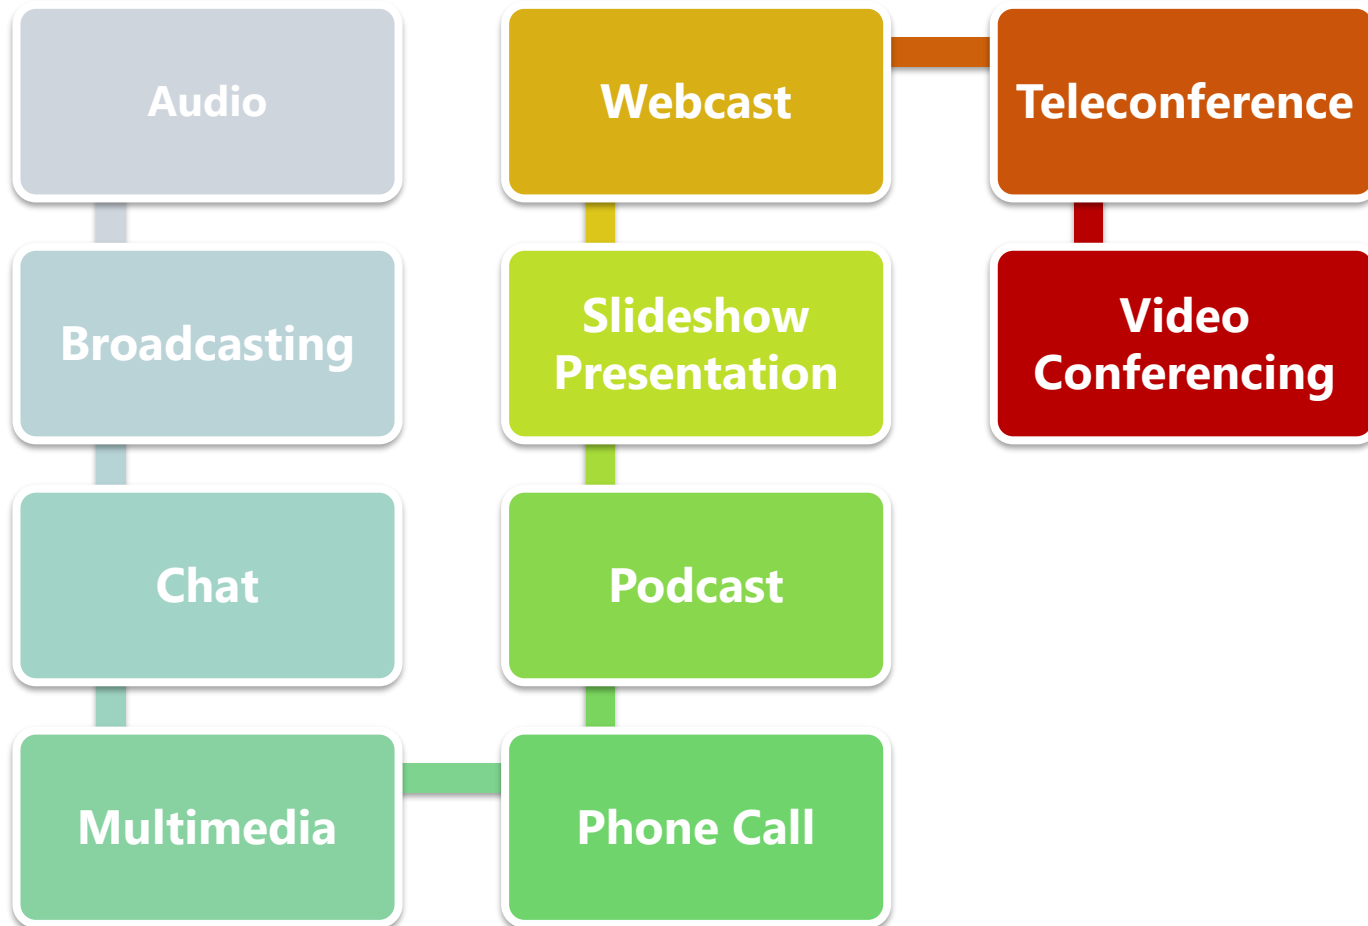 Audio
Broadcasting
Chat
Multimedia
Phone Call
Podcast
Slideshow
Presentation
Webcast
Teleconference
Video
Conferencing